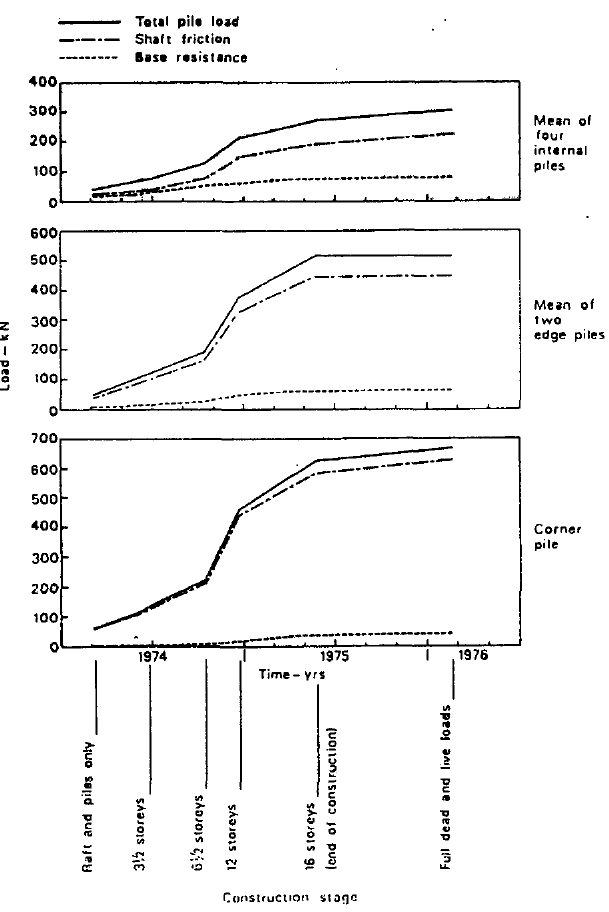 Total pile load
Shaft friction
Base resistance
400
300
200
100
0
Mean of
four
internal
piles
600
500
400
300
200
100
0
Mean of
two
edge piles
Load – kN
700
600
500
400
300
200
100
0
Corner
pile
1974
1975
1976
Time – yrs
Raft and piles only
3½ storeys
6½ storeys
12 storeys
16 storeys
(end of construction)
Full dead and live loads
Construction stage